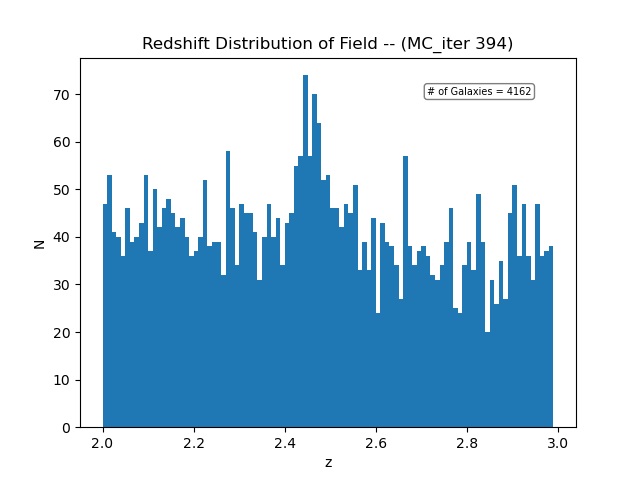 Redshift Distribution of Field -- (MC_iter 394)
# of Galaxies = 4162
70
60
50
40
30
20
10
0
N
2.0 2.2 2.4 2.6 2.8 3.0
z